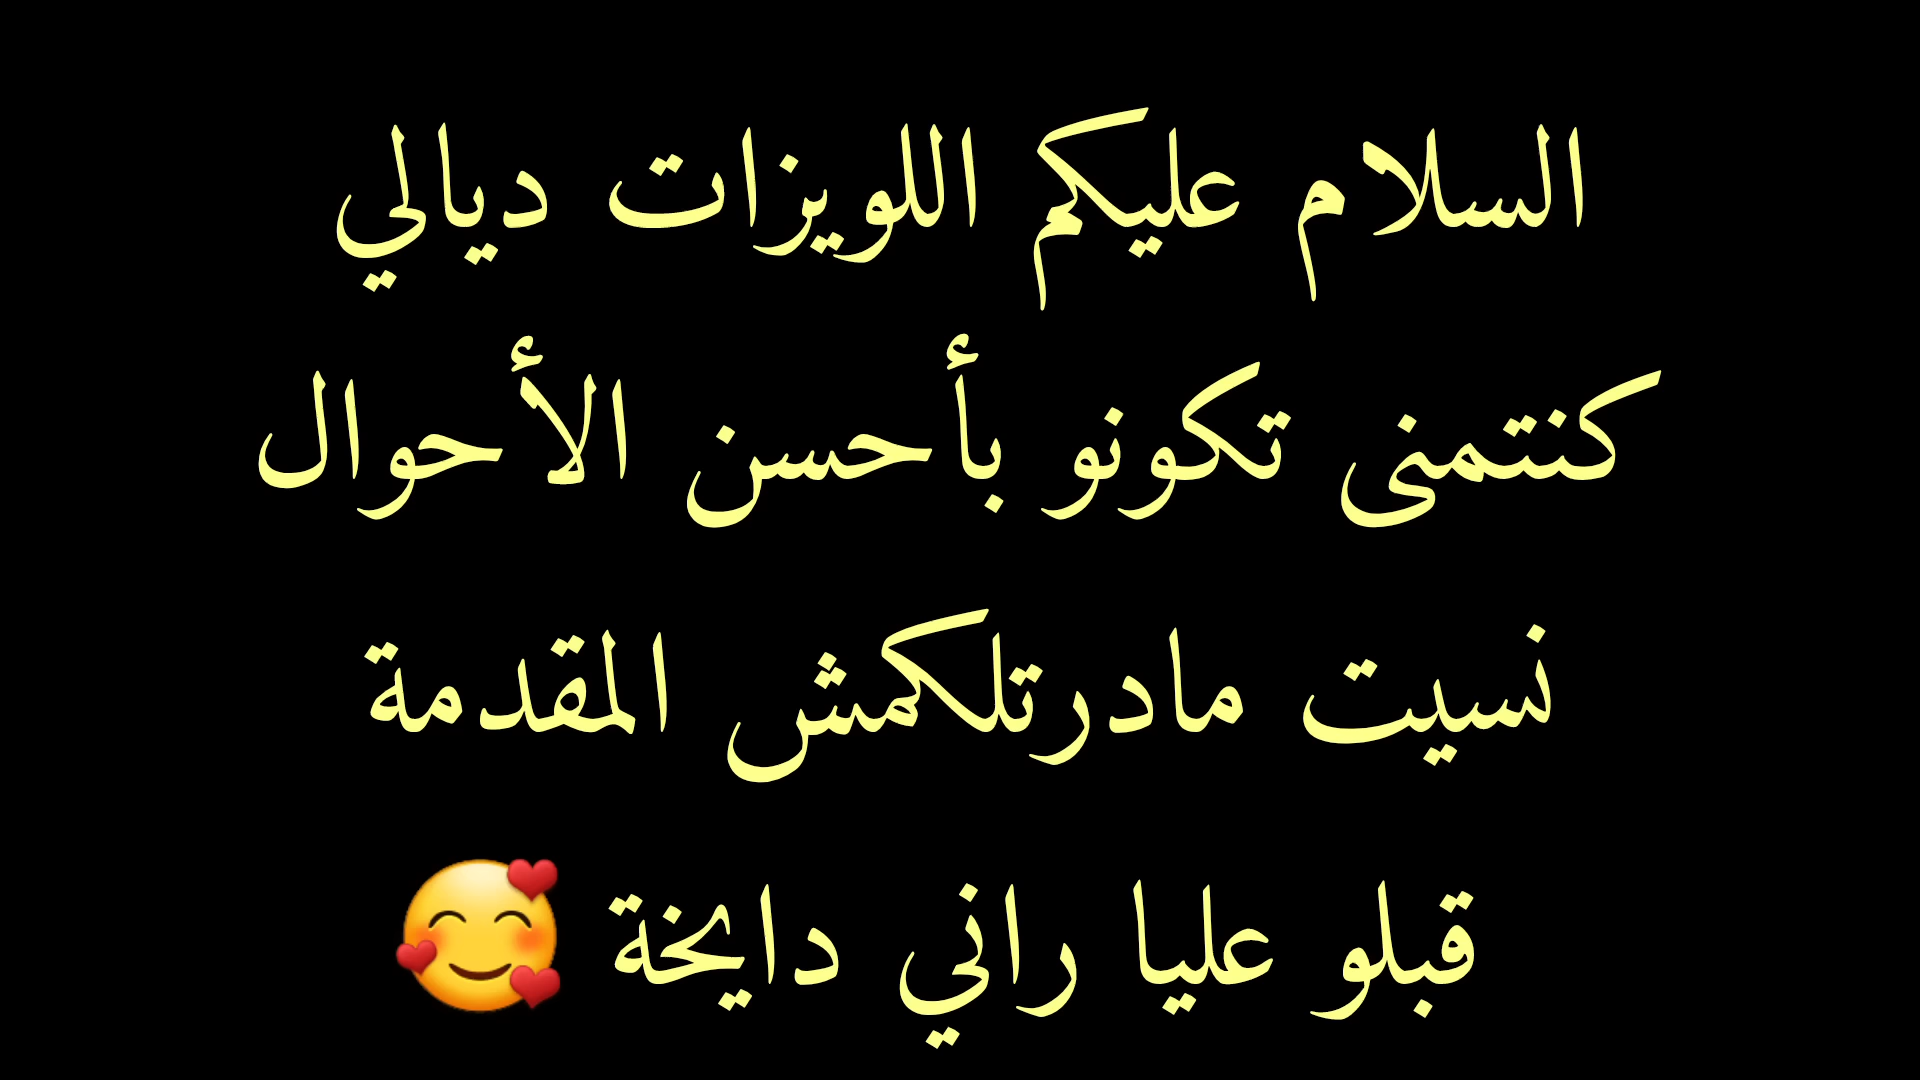 السلام عليكم اللويزات ديالي
كنتمنى تكونو بأحسن الأحوال
نسيت مادرتلكمش المقدمة
قبلو عليا راني دايخة 🥰